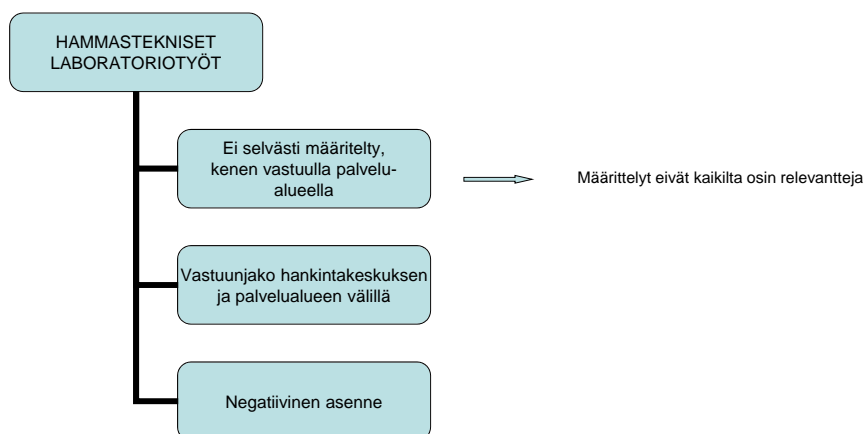 HAMMASTEKNISET
LABORATORIOTYÖT
Ei selvästi määritelty,
kenen vastuulla palvelu-
alueella
Määrittelyt eivät kaikilta osin relevantteja
Vastuunjako hankintakeskuksen
ja palvelualueen välillä
Negatiivinen asenne